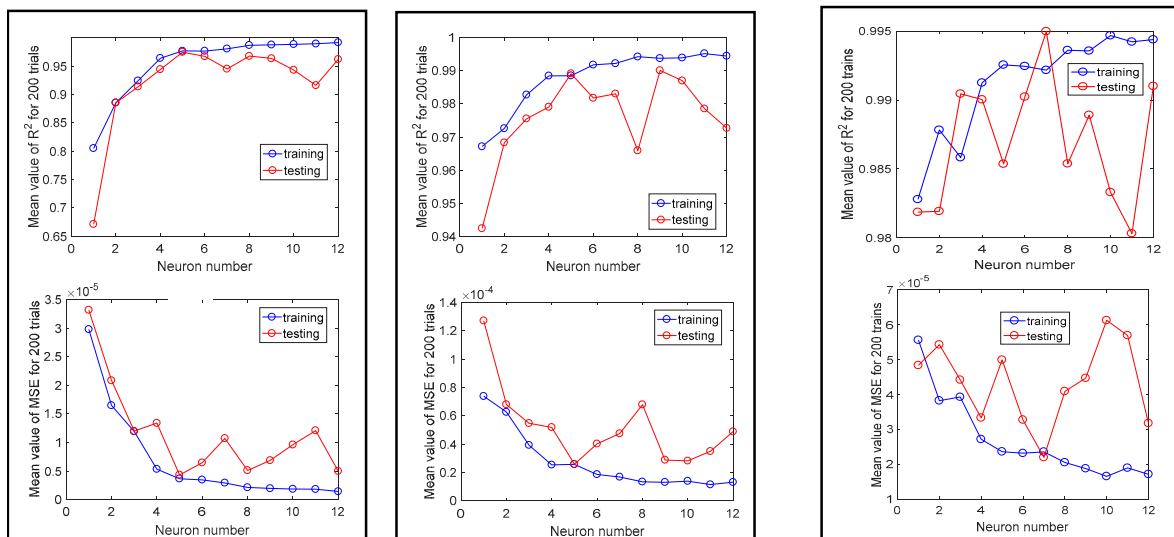 Mean value of R2 for 200 trials
0.95
0.9
0.85
0.8
0.75
0.7
0.65
0 2 4 6 8 10 12
Neuron number
training
testing
×10-5
Mean value of MSE for 200 trials
3.5
3
2.5
2
1.5
1
0.5
0
0 2 4 6 8 10 12
Neuron number
training
testing
Mean value of R2 for 200 trials
1
0.99
0.98
0.97
0.96
0.95
0.94
0 2 4 6 8 10 12
Neuron number
training
testing
×10-4
Mean value of MSE for 200 trials
1.4
1.2
1
0.8
0.6
0.4
0.2
0
0 2 4 6 8 10 12
Neuron number
training
testing
Mean value of R2 for 200 trains
0.995
0.99
0.985
0.98
0 2 4 6 8 10 12
Neuron number
training
testing
×10-5
Mean value of MSE for 200 trains
7
6
5
4
3
2
1
0 2 4 6 8 10 12
Neuron number
training
testing